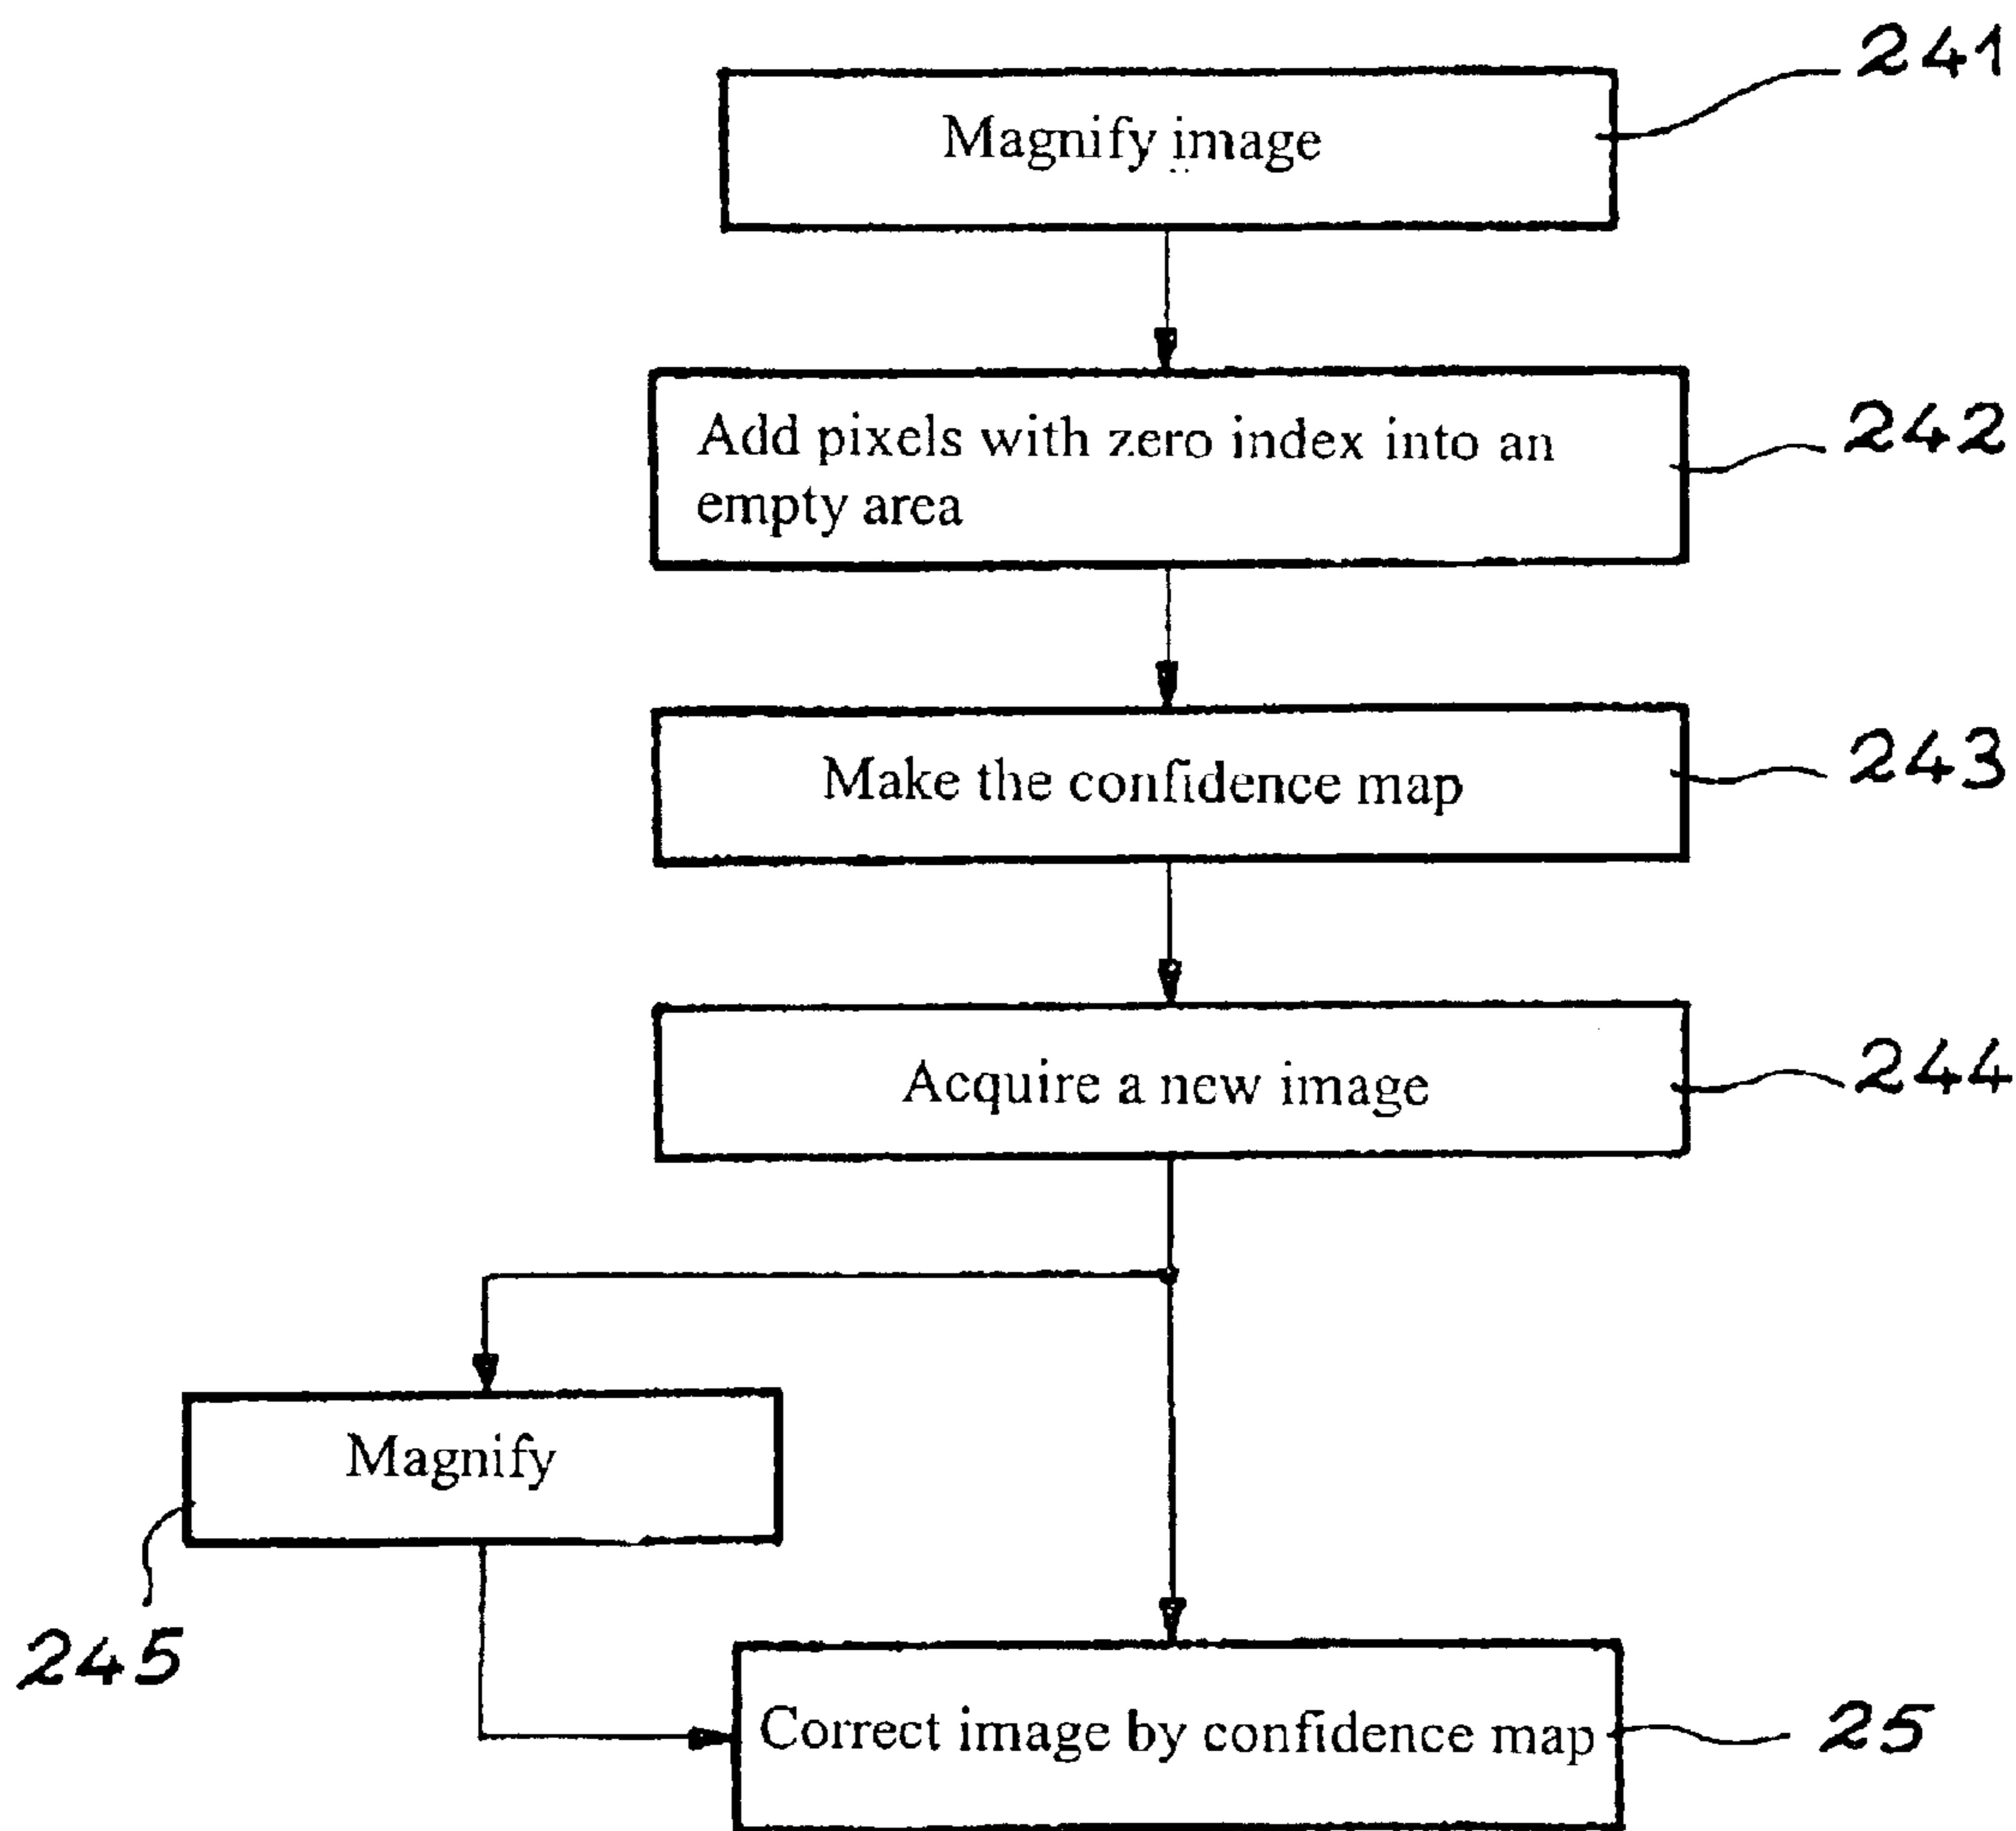 241
Magnify image
242
Add pixels with zero index into an
empty area
243
Make the confidence map
244
Acquire a new image
Magnify
245
Correct image by confidence map
25